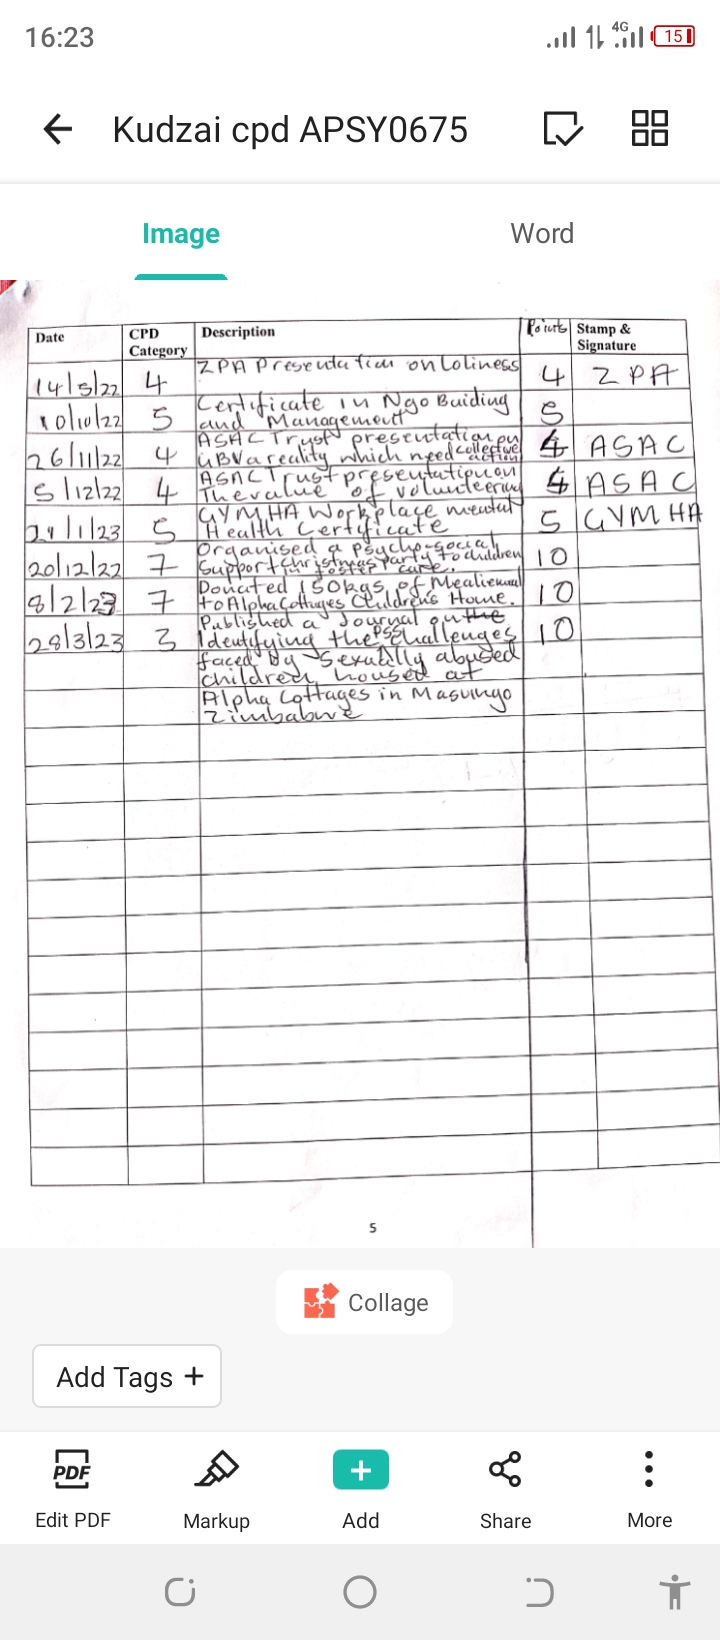 16:23
4G
15
Kudzai cpd APSY0675
Image Word
Date CPD Category Description Points Stamp & Signature
14/5/22 4 ZPA Presentation on Loliness 4 ZPA
10/10/22 5 Certificate in Ngo Buiding
and Management 5
26/11/22 4 ASAC Trust presentation on
GBV a reality which need collective action 4 ASAC
5/12/22 4 ASAC Trust presentation on
The value of volunteering 4 ASAC
/1/23 5 GYMHA Workplace mental
Health Certificate 5 GYMHA
20/12/22 7 Organised a psycho-social
support christmas party to children
in foster care. 10
8/2/23 7 Donated 150kgs of Mealiemeal
to Alpha Cottages Children's Home. 10
28/3/23 3 Published a Journal on the
Identifying the PSS challenges 10
faced by sexually abused
children housed at
Alpha Cottages in Masvingo
Zimbabwe
5
Collage
Add Tags +
PDF
Edit PDF Markup Add Share More